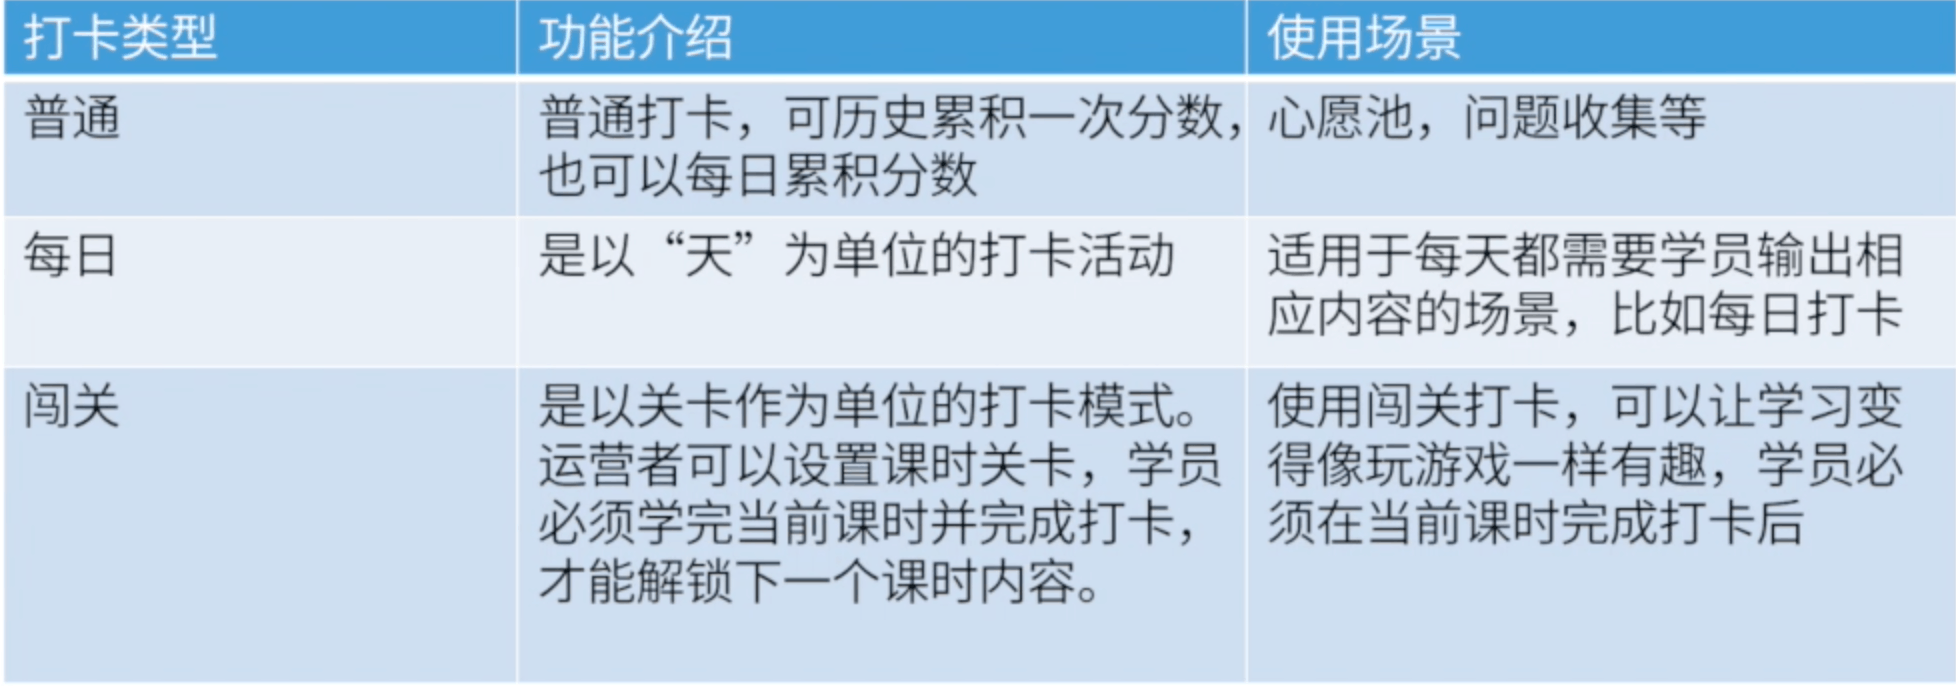 打卡类型
功能介绍
使用场景
普通
普通打卡，可历史累积一次分数，
也可以每日累积分数
心愿池，问题收集等
每日
是以“天”为单位的打卡活动
适用于每天都需要学员输出相
应内容的场景，比如每日打卡
闯关
是以关卡作为单位的打卡模式。
运营者可以设置课时关卡，学员
必须学完当前课时并完成打卡，
才能解锁下一个课时内容。
使用闯关打卡，可以让学习变
得像玩游戏一样有趣，学员必
须在当前课时完成打卡后